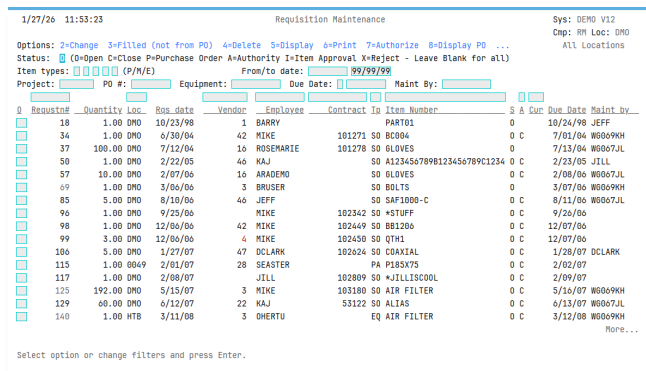 1/27/26 11:53:23 Requisition Maintenance Sys: DEMO V12
Cmp: RM Loc: DMO
Options: 2=Change 3=Filled (not from PO) 4=Delete 5=Display 6=Print 7=Authorize 8=Display PO ... All Locations
Status: O (O=Open C=Close P=Purchase Order A=Authority I=Item Approval X=Reject - Leave Blank for all)
Item types: (P/M/E) From/to date: 99/99/99
Project: PO #: Equipment: Due Date: Maint By:
O Requstn# Quantity Loc Rqs date Vendor Employee Contract Tp Item Number S A Cur Due Date Maint by
18 1.00 DMO 10/23/98 1 BARRY PART01 O 10/24/98 JEFF
34 1.00 DMO 6/30/04 42 MIKE 101271 SO BC004 O C 7/01/04 WG069KH
37 100.00 DMO 7/12/04 16 ROSEMARIE 101278 SO GLOVES O 7/13/04 WG067JL
50 1.00 DMO 2/22/05 46 KAJ SO A123456789B123456789C1234 O C 2/23/05 JILL
57 10.00 DMO 2/07/06 16 ARADEMO SO GLOVES O C 2/08/06 WG067JL
69 1.00 DMO 3/06/06 3 BRUSER SO BOLTS O 3/07/06 WG069KH
85 5.00 DMO 8/10/06 46 JEFF SO SAF1000-C O C 8/11/06 WG067JL
96 1.00 DMO 9/25/06 MIKE 102342 SO *STUFF O C 9/26/06
98 1.00 DMO 12/06/06 42 MIKE 102449 SO BB1206 O C 12/07/06
99 3.00 DMO 12/06/06 4 MIKE 102450 SO QTH1 O C 12/07/06
106 5.00 DMO 1/27/07 47 DCLARK 102624 SO COAXIAL O C 1/28/07 DCLARK
115 1.00 0049 2/01/07 28 SEASTER PA P185X75 O C 2/02/07
117 1.00 DMO 2/08/07 JILL 102809 SO *JILLISCOOL O C 2/09/07
125 192.00 DMO 5/15/07 3 MIKE 103180 SO AIR FILTER O C 5/16/07 WG069KH
129 60.00 DMO 6/12/07 22 KAJ 53122 SO ALIAS O C 6/13/07 WG067JL
140 1.00 HTB 3/11/08 3 OHERTU EQ AIR FILTER O C 3/12/08 WG069KH
More...
Select option or change filters and press Enter.